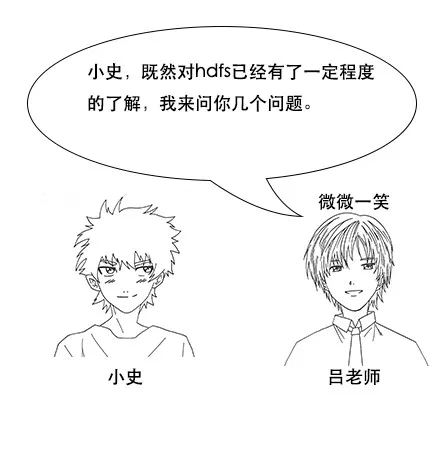 小史，既然对hdfs已经有了一定程度
的了解，我来问你几个问题。
微微一笑
小史
吕老师